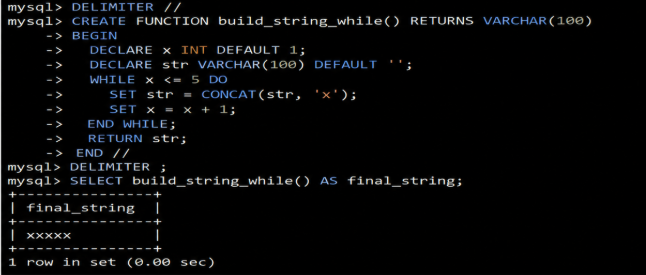 mysql> DELIMITER //
mysql> CREATE FUNCTION build_string_while() RETURNS VARCHAR(100)
    -> BEGIN
    ->   DECLARE x INT DEFAULT 1;
    ->   DECLARE str VARCHAR(100) DEFAULT '';
    ->   WHILE x <= 5 DO
    ->     SET str = CONCAT(str, 'x');
    ->     SET x = x + 1;
    ->   END WHILE;
    ->   RETURN str;
    -> END //
mysql> DELIMITER ;
mysql> SELECT build_string_while() AS final_string;
+---------------+
| final_string  |
+---------------+
| xxxxx         |
+---------------+
1 row in set (0.00 sec)